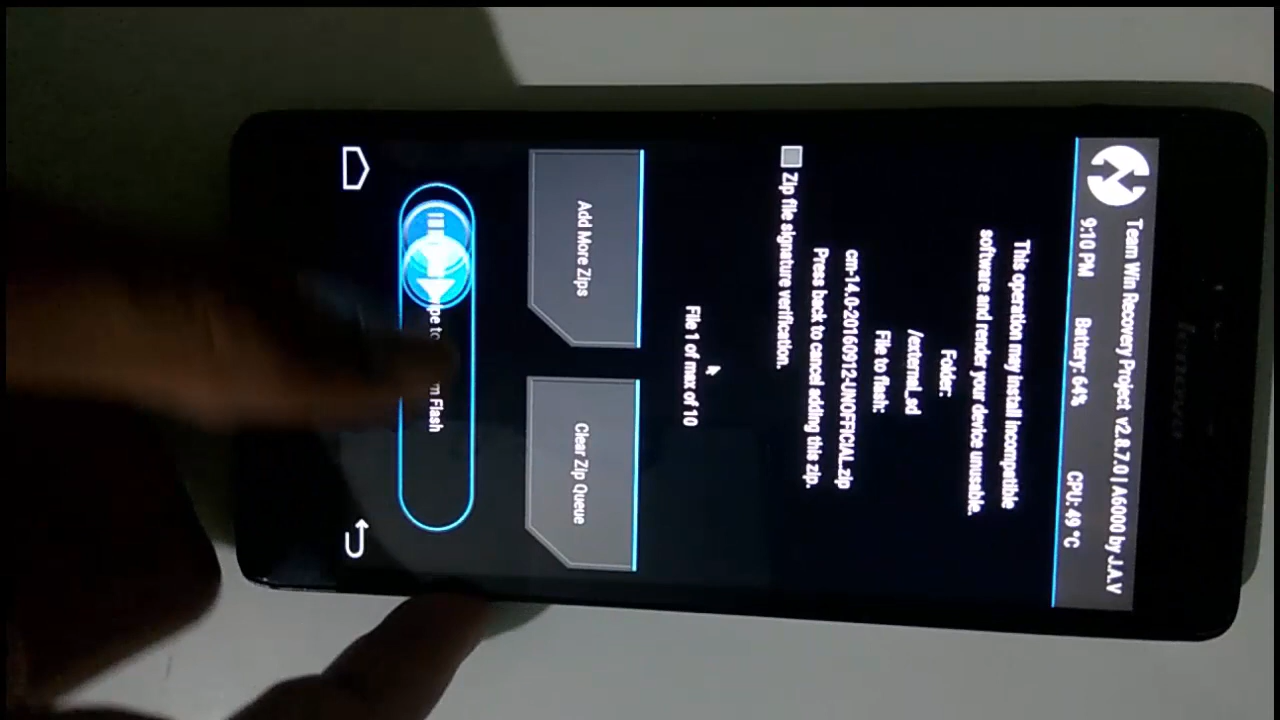 Team Win Recovery Project v2.8.7.0 | A6000 by J.A.V
9:10 PM Battery: 64% CPU: 49 °C
This operation may install incompatible
software and render your device unusable.
Folder:
/external_sd
File to flash:
cm-14.0-20160912-UNOFFICIAL.zip
Press back to cancel adding this zip.
Zip file signature verification.
File 1 of max of 10
Add More Zips
Clear Zip Queue
Flash
lenovo